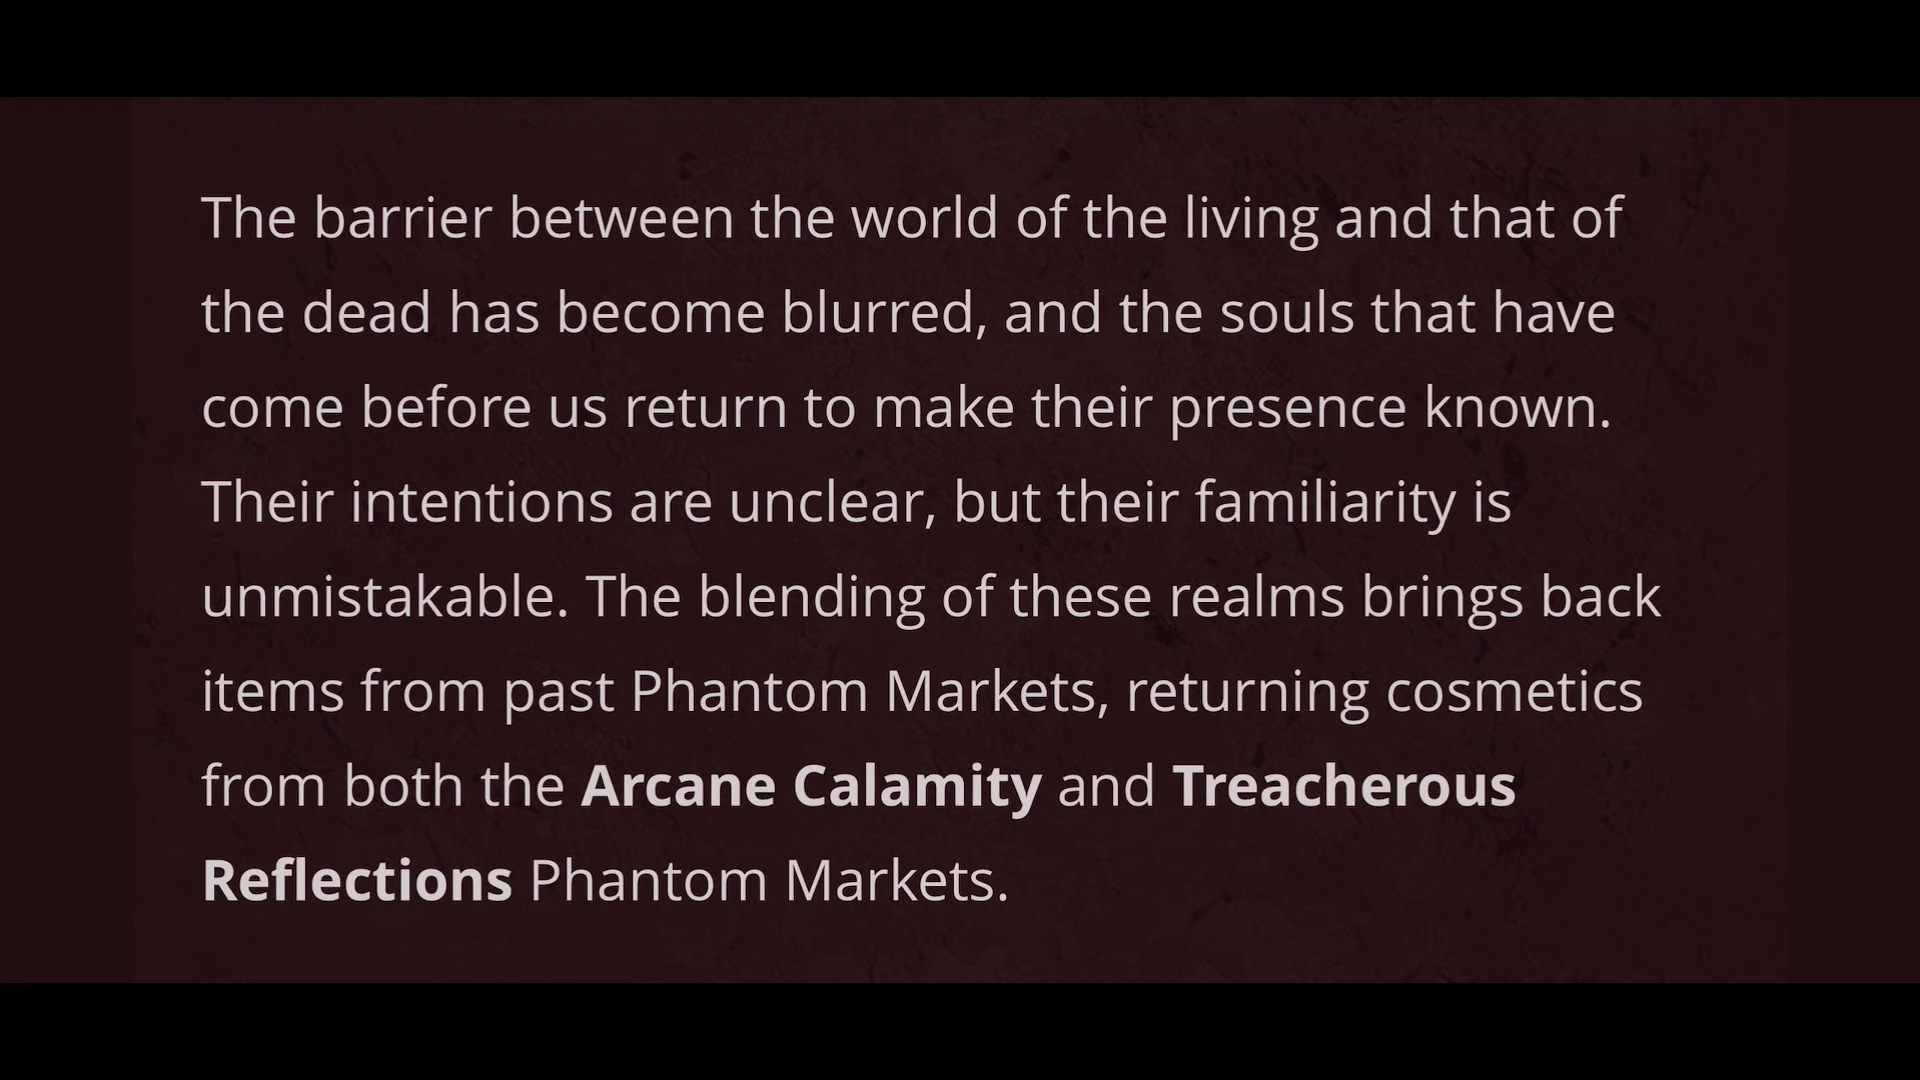 The barrier between the world of the living and that of
the dead has become blurred, and the souls that have
come before us return to make their presence known.
Their intentions are unclear, but their familiarity is
unmistakable. The blending of these realms brings back
items from past Phantom Markets, returning cosmetics
from both the Arcane Calamity and Treacherous
Reflections Phantom Markets.